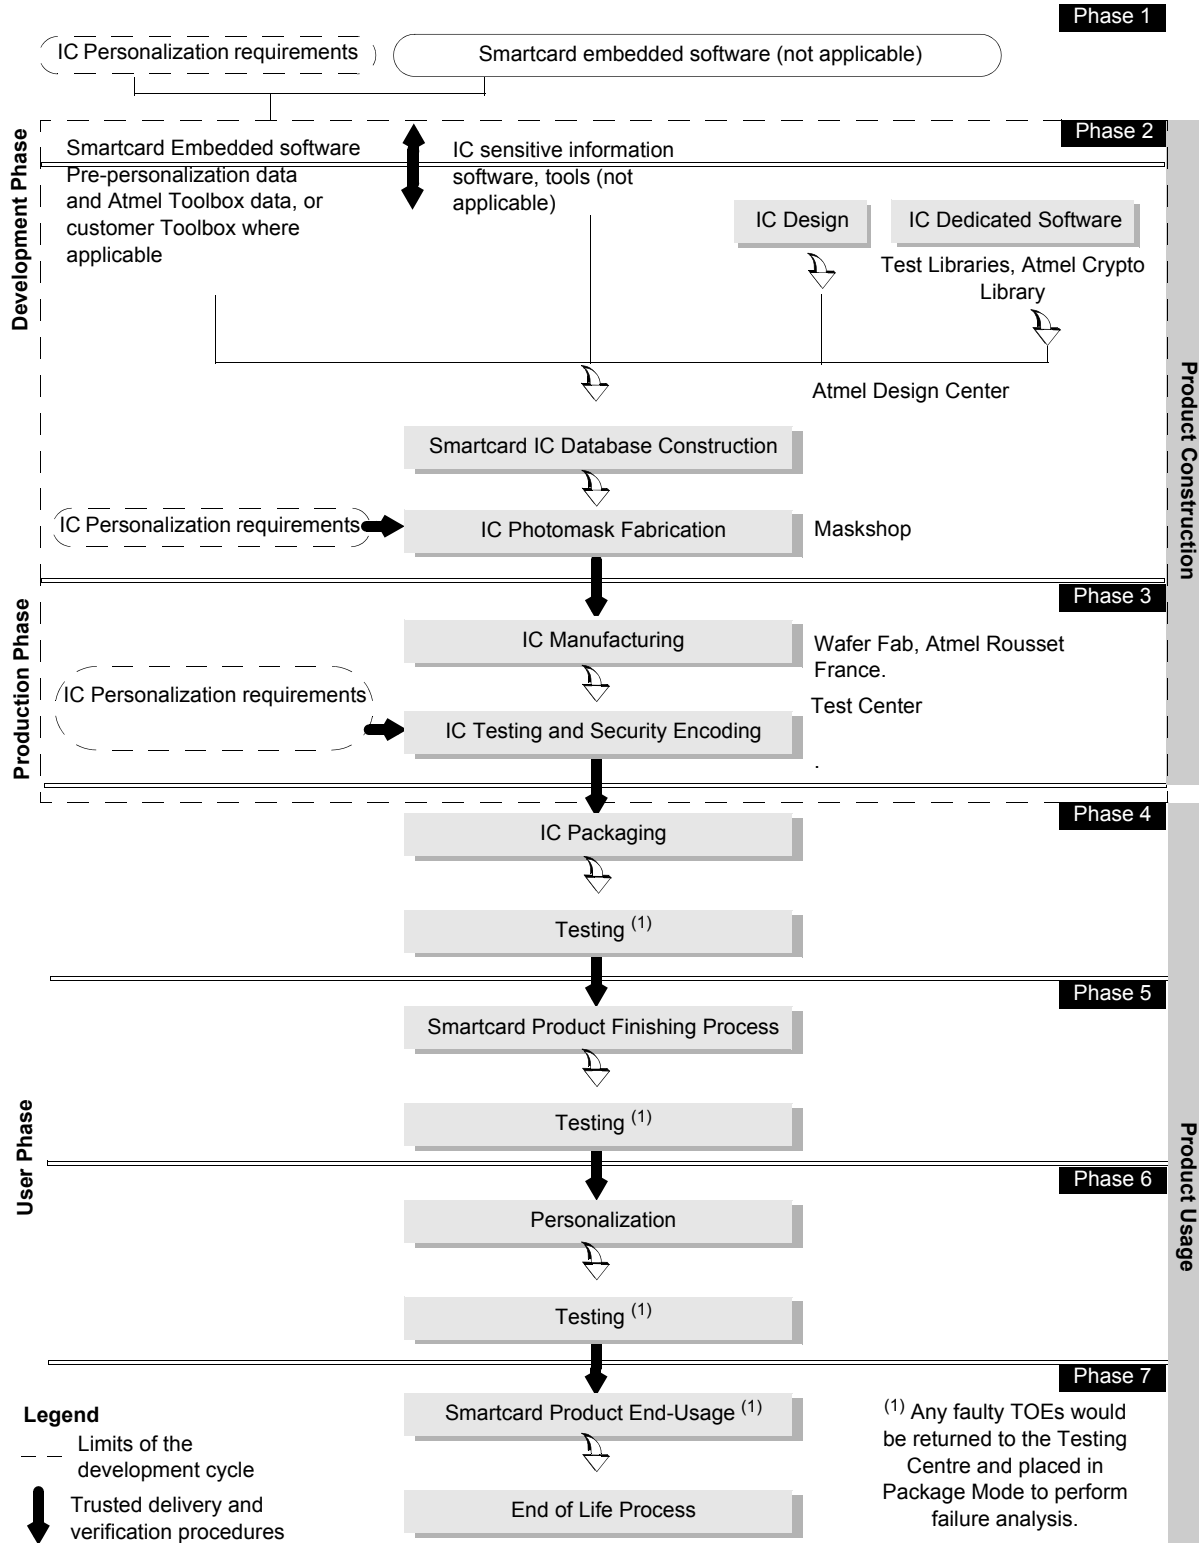 Phase 1
IC Personalization requirements
Smartcard embedded software (not applicable)
Development Phase
Phase 2
Smartcard Embedded software
Pre-personalization data
and Atmel Toolbox data, or
customer Toolbox where
applicable
IC sensitive information
software, tools (not
applicable)
IC Design
IC Dedicated Software
Test Libraries, Atmel Crypto
Library
Atmel Design Center
Product Construction
Smartcard IC Database Construction
IC Personalization requirements
IC Photomask Fabrication
Maskshop
Production Phase
Phase 3
IC Manufacturing
Wafer Fab, Atmel Rousset
France.
IC Personalization requirements
Test Center
IC Testing and Security Encoding
.
Phase 4
IC Packaging
Testing (1)
Phase 5
Smartcard Product Finishing Process
Testing (1)
User Phase
Product Usage
Phase 6
Personalization
Testing (1)
Phase 7
Smartcard Product End-Usage (1)
End of Life Process
(1) Any faulty TOEs would
be returned to the Testing
Centre and placed in
Package Mode to perform
failure analysis.
Legend
Limits of the
development cycle
Trusted delivery and
verification procedures